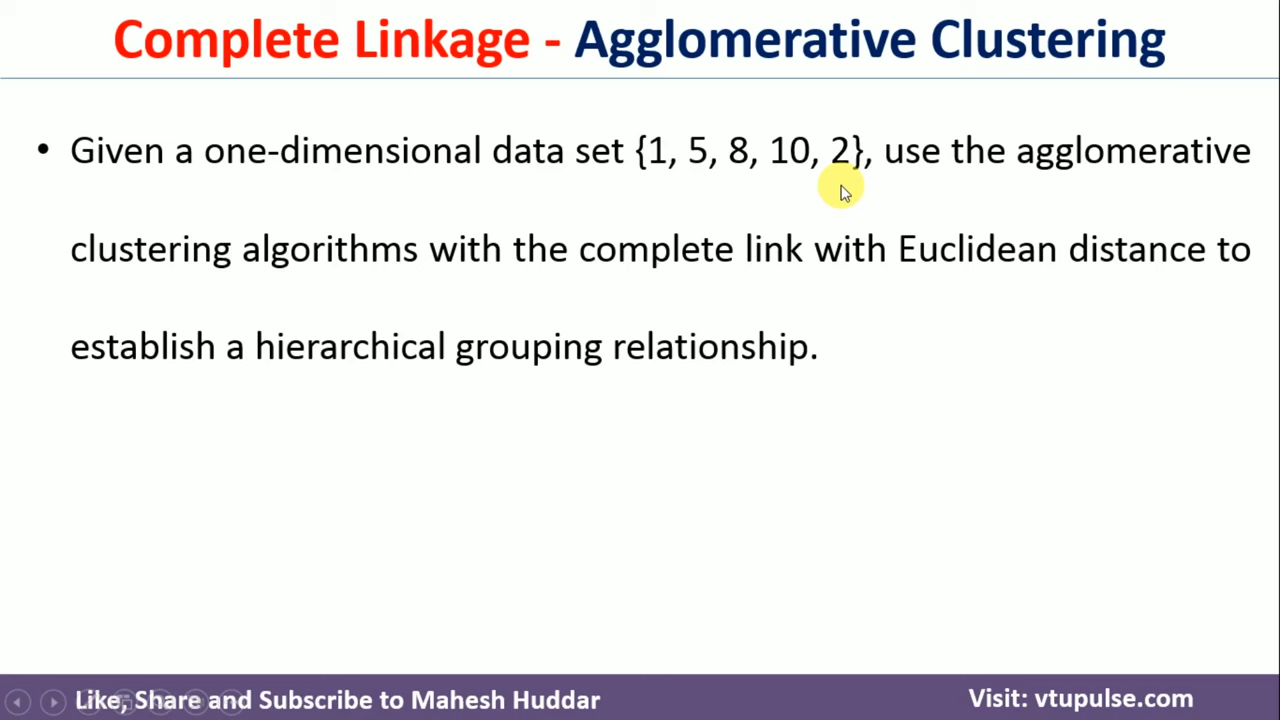 Complete Linkage - Agglomerative Clustering
• Given a one-dimensional data set {1, 5, 8, 10, 2}, use the agglomerative
clustering algorithms with the complete link with Euclidean distance to
establish a hierarchical grouping relationship.
Like, Share and Subscribe to Mahesh Huddar
Visit: vtupulse.com